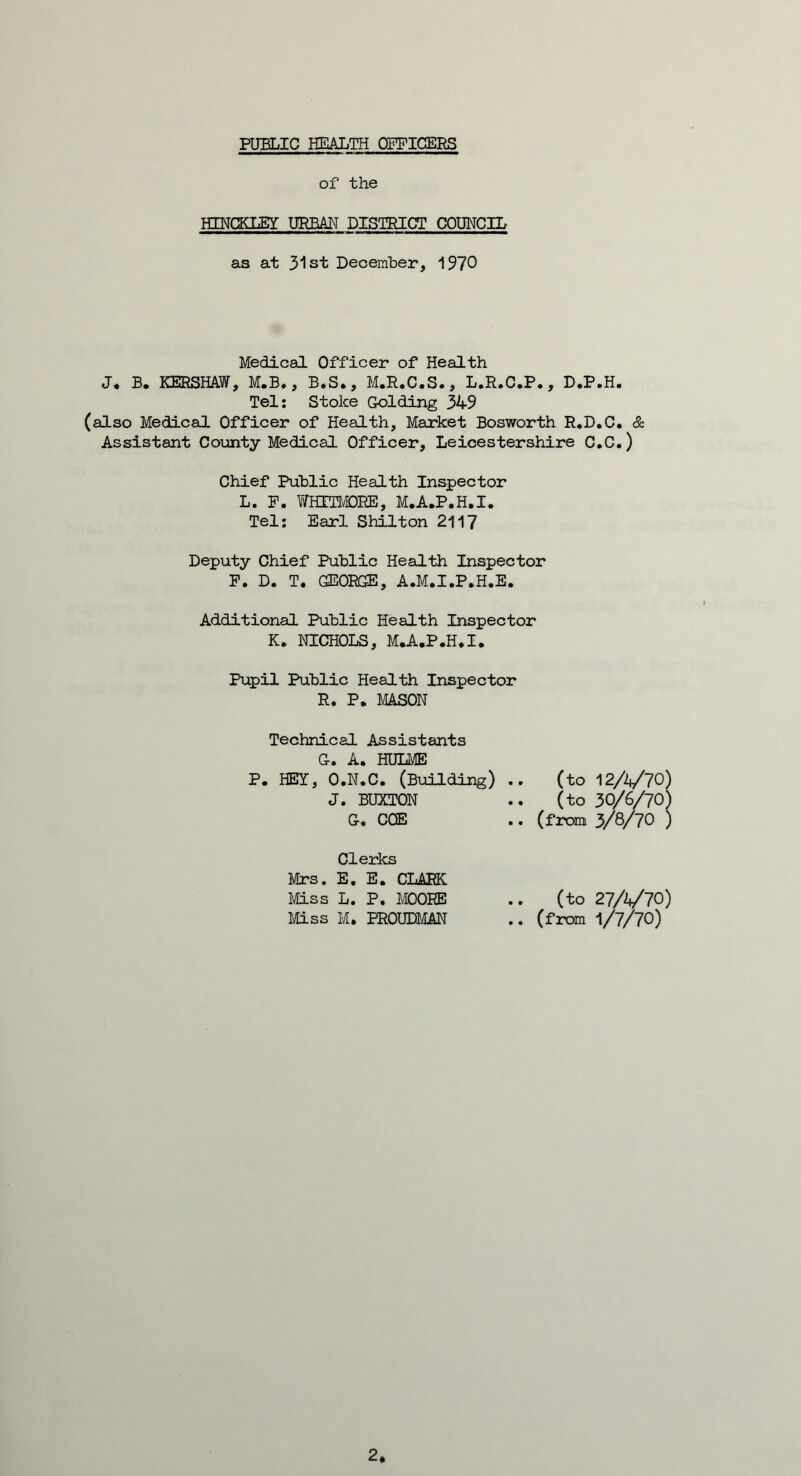 PUBLIC HEALTH OFFICERS
of the
HINCKLEY URBAN DISTRICT COUNCIL
as at 31st December, 1970
Medical Officer of Health
J. B. KERSHAW, M.B., B.S., M.R.C.S., L.R.C.P., D.P.H.
Tel: Stoke Golding 349
(also Medical Officer of Health, Market Bosworth R.D.C. &
Assistant County Medical Officer, Leicestershire C.C.)
Chief Public Health Inspector
L. F. WHITMORE, M.A.P.H.I.
Tel: Earl Shilton 2117
Deputy Chief Public Health Inspector
F. D. T. GEORGE, A.M.I.P.H.E.
Additional Public Health Inspector
K. NICHOLS, M.A.P.H.I.
Pupil Public Health Inspector
R. P. MASON
Technical Assistants
G. A. HULME
P. HEY, O.N.C. (Building) .. (to 12/4/70)
J. BUXTON .. (to 30/6/70)
G. COE .. (from 3/8/70 )
Clerks
Mrs. E. E. CLARK
Miss L. P. MOORE .. (to 27/4/70)
Miss M. PROUDMAN .. (from 1/7/70)
2.